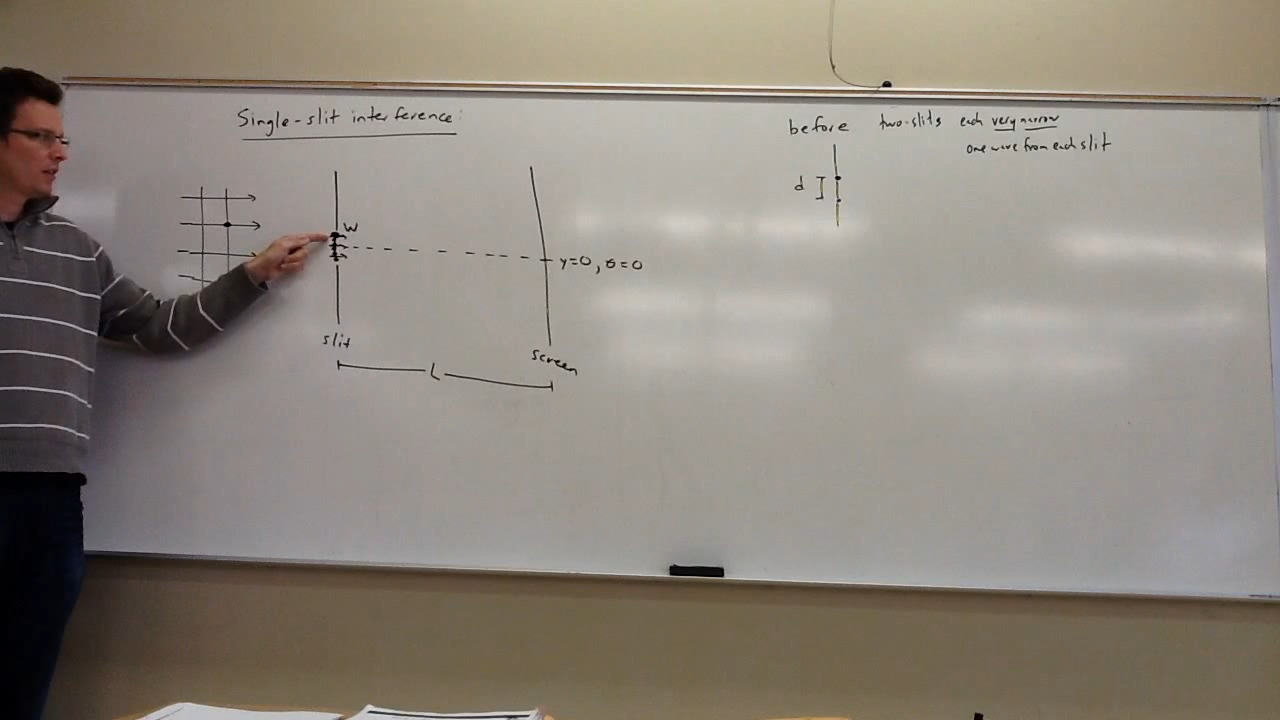 Single-slit interference:
before two-slits each very narrow
one wave from each slit
d
W
y=0, θ=0
slit
screen
L